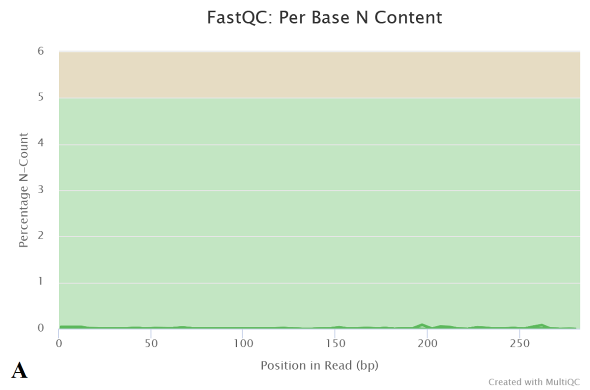 FastQC: Per Base N Content
6
5
4
3
2
1
0
Percentage N-Count
0 50 100 150 200 250
Position in Read (bp)
A
Created with MultiQC